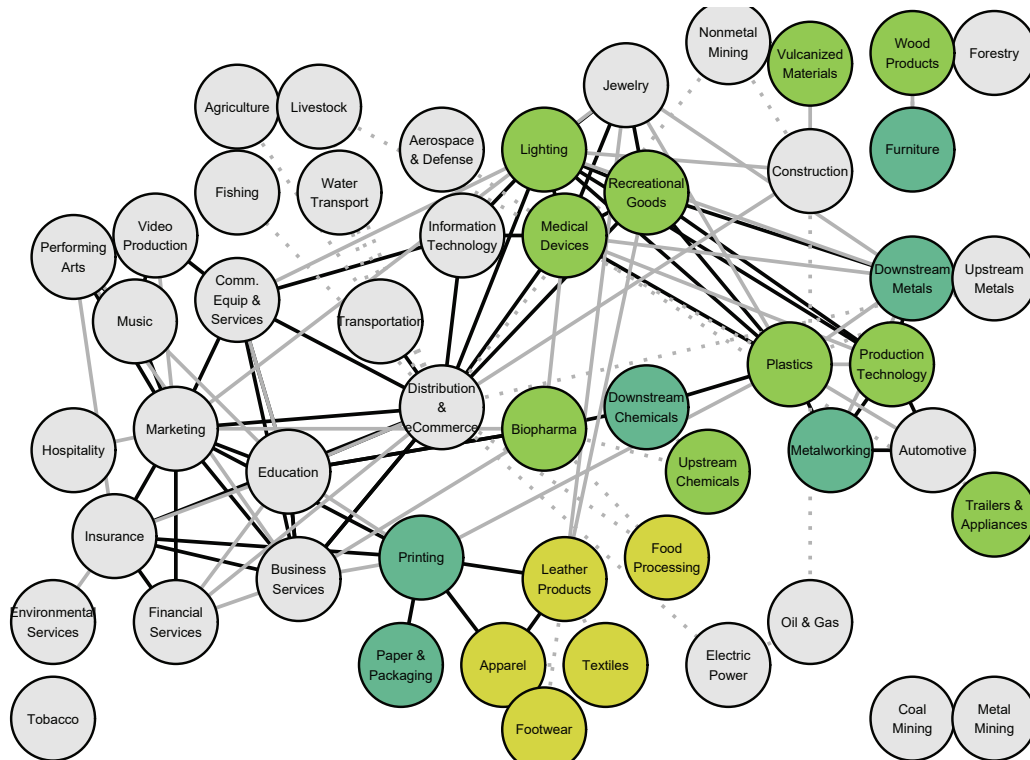 Nonmetal
Mining
Vulcanized
Materials
Wood
Products
Forestry
Jewelry
Agriculture
Livestock
Aerospace
& Defense
Lighting
Furniture
Construction
Fishing
Water
Transport
Recreational
Goods
Video
Production
Information
Technology
Medical
Devices
Performing
Arts
Comm.
Equip &
Services
Downstream
Metals
Upstream
Metals
Music
Transportation
Plastics
Production
Technology
Distribution
&
eCommerce
Downstream
Chemicals
Marketing
Biopharma
Hospitality
Metalworking
Automotive
Education
Upstream
Chemicals
Trailers &
Appliances
Insurance
Printing
Food
Processing
Business
Services
Leather
Products
Environmental
Services
Financial
Services
Oil & Gas
Paper &
Packaging
Apparel
Textiles
Electric
Power
Tobacco
Footwear
Coal
Mining
Metal
Mining